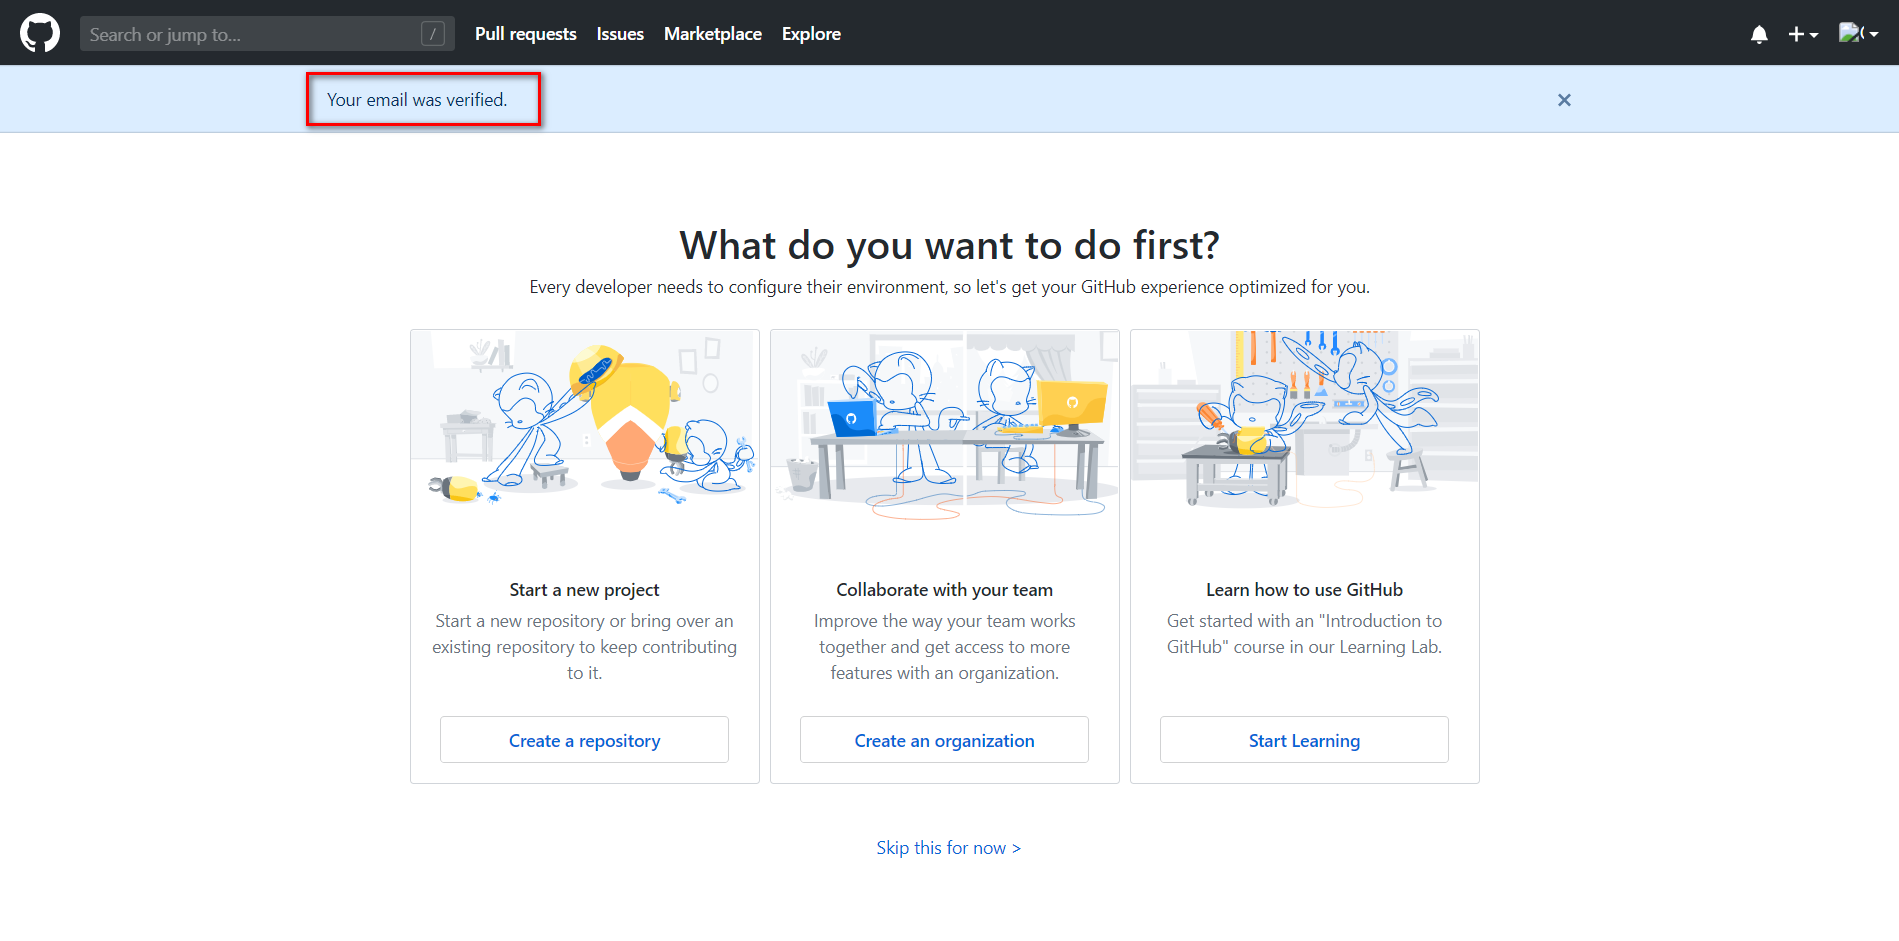 Search or jump to...
/
Pull requests
Issues
Marketplace
Explore
Your email was verified.
What do you want to do first?
Every developer needs to configure their environment, so let's get your GitHub experience optimized for you.
Start a new project
Start a new repository or bring over an
existing repository to keep contributing
to it.
Create a repository
Collaborate with your team
Improve the way your team works
together and get access to more
features with an organization.
Create an organization
Learn how to use GitHub
Get started with an "Introduction to
GitHub" course in our Learning Lab.
Start Learning
Skip this for now >